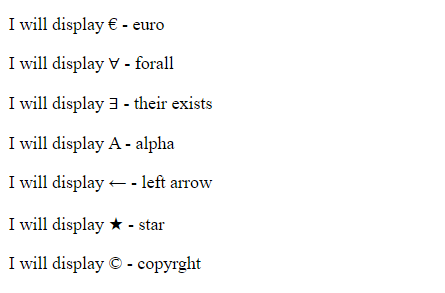 I will display € - euro
I will display ∀ - forall
I will display ∃ - their exists
I will display Α - alpha
I will display ← - left arrow
I will display ★ - star
I will display © - copyrght